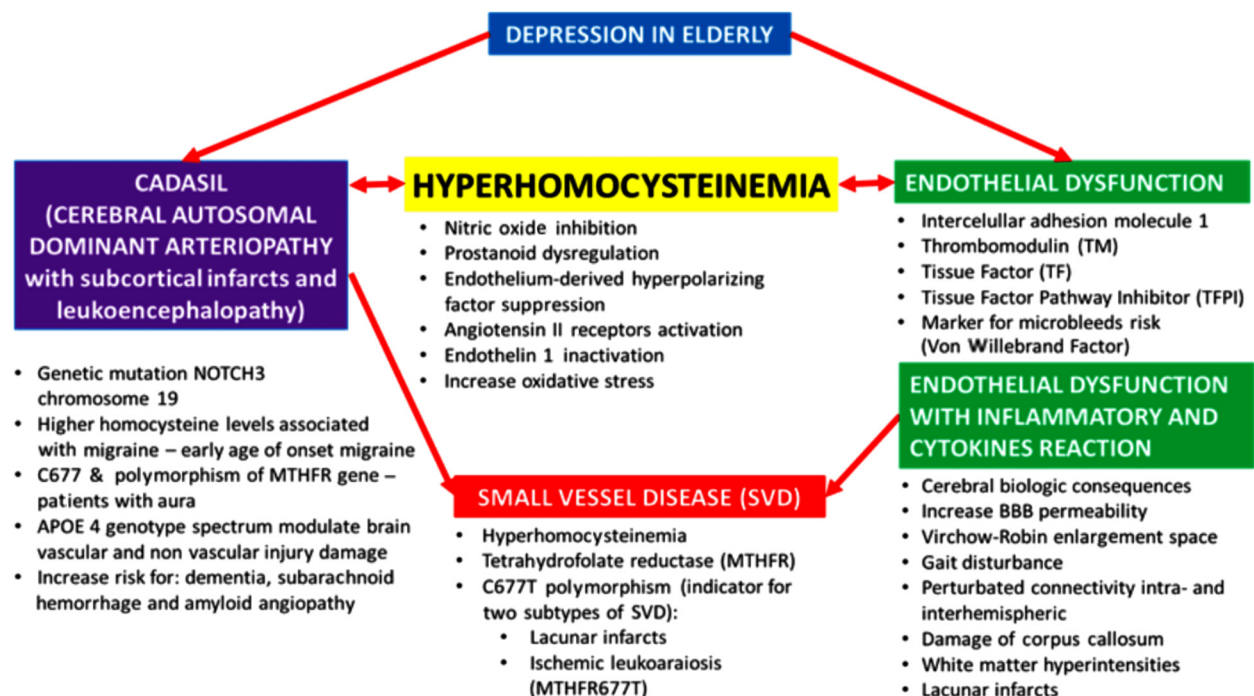 DEPRESSION IN ELDERLY
CADASIL
(CEREBRAL AUTOSOMAL
DOMINANT ARTERIOPATHY
with subcortical infarcts and
leukoencephalopathy)
• Genetic mutation NOTCH3
chromosome 19
• Higher homocysteine levels associated
with migraine – early age of onset migraine
• C677 & polymorphism of MTHFR gene –
patients with aura
• APOE 4 genotype spectrum modulate brain
vascular and non vascular injury damage
• Increase risk for: dementia, subarachnoid
hemorrhage and amyloid angiopathy
HYPERHOMOCYSTEINEMIA
• Nitric oxide inhibition
• Prostanoid dysregulation
• Endothelium-derived hyperpolarizing
factor suppression
• Angiotensin II receptors activation
• Endothelin 1 inactivation
• Increase oxidative stress
SMALL VESSEL DISEASE (SVD)
• Hyperhomocysteinemia
• Tetrahydrofolate reductase (MTHFR)
• C677T polymorphism (indicator for
two subtypes of SVD):
• Lacunar infarcts
• Ischemic leukoaraiosis
(MTHFR677T)
ENDOTHELIAL DYSFUNCTION
• Intercelullar adhesion molecule 1
• Thrombomodulin (TM)
• Tissue Factor (TF)
• Tissue Factor Pathway Inhibitor (TFPI)
• Marker for microbleeds risk
(Von Willebrand Factor)
ENDOTHELIAL DYSFUNCTION
WITH INFLAMMATORY AND
CYTOKINES REACTION
• Cerebral biologic consequences
• Increase BBB permeability
• Virchow-Robin enlargement space
• Gait disturbance
• Perturbated connectivity intra- and
interhemispheric
• Damage of corpus callosum
• White matter hyperintensities
• Lacunar infarcts